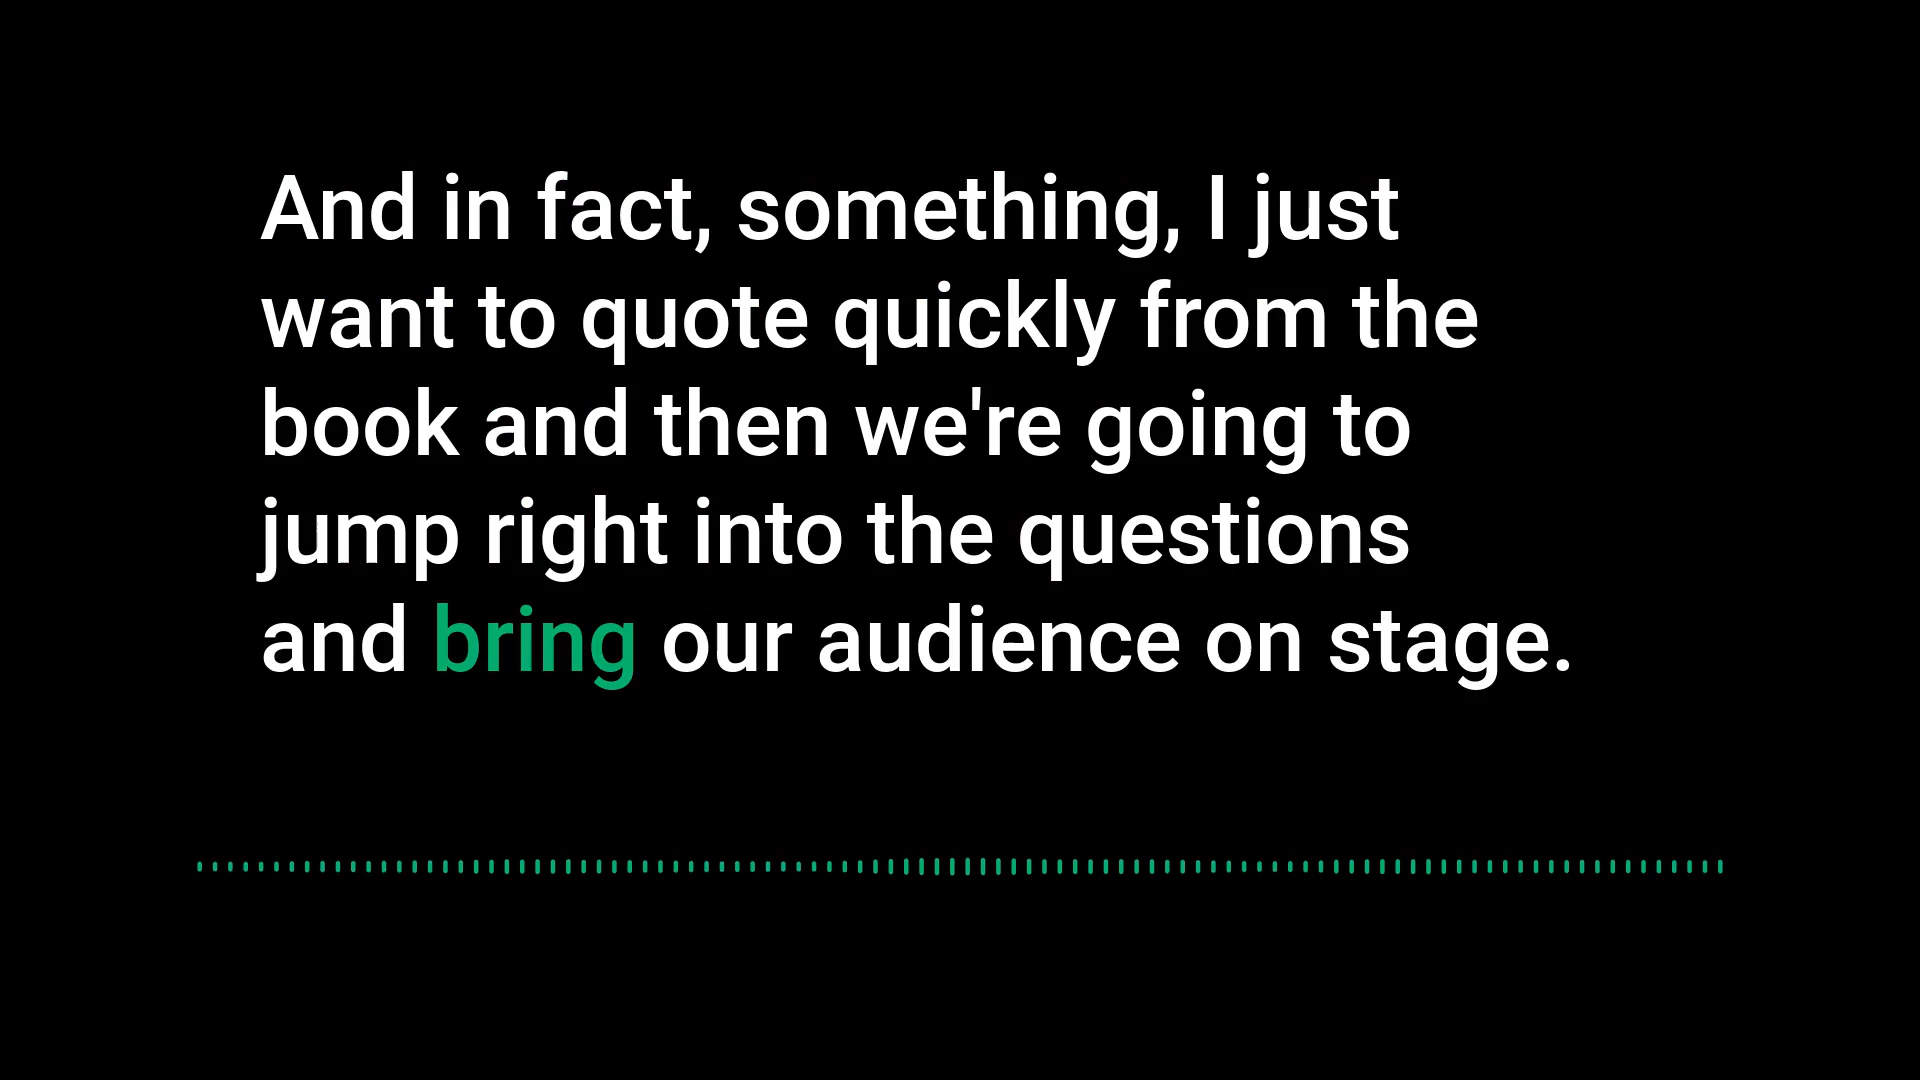 And in fact, something, I just
want to quote quickly from the
book and then we're going to
jump right into the questions
and bring our audience on stage.